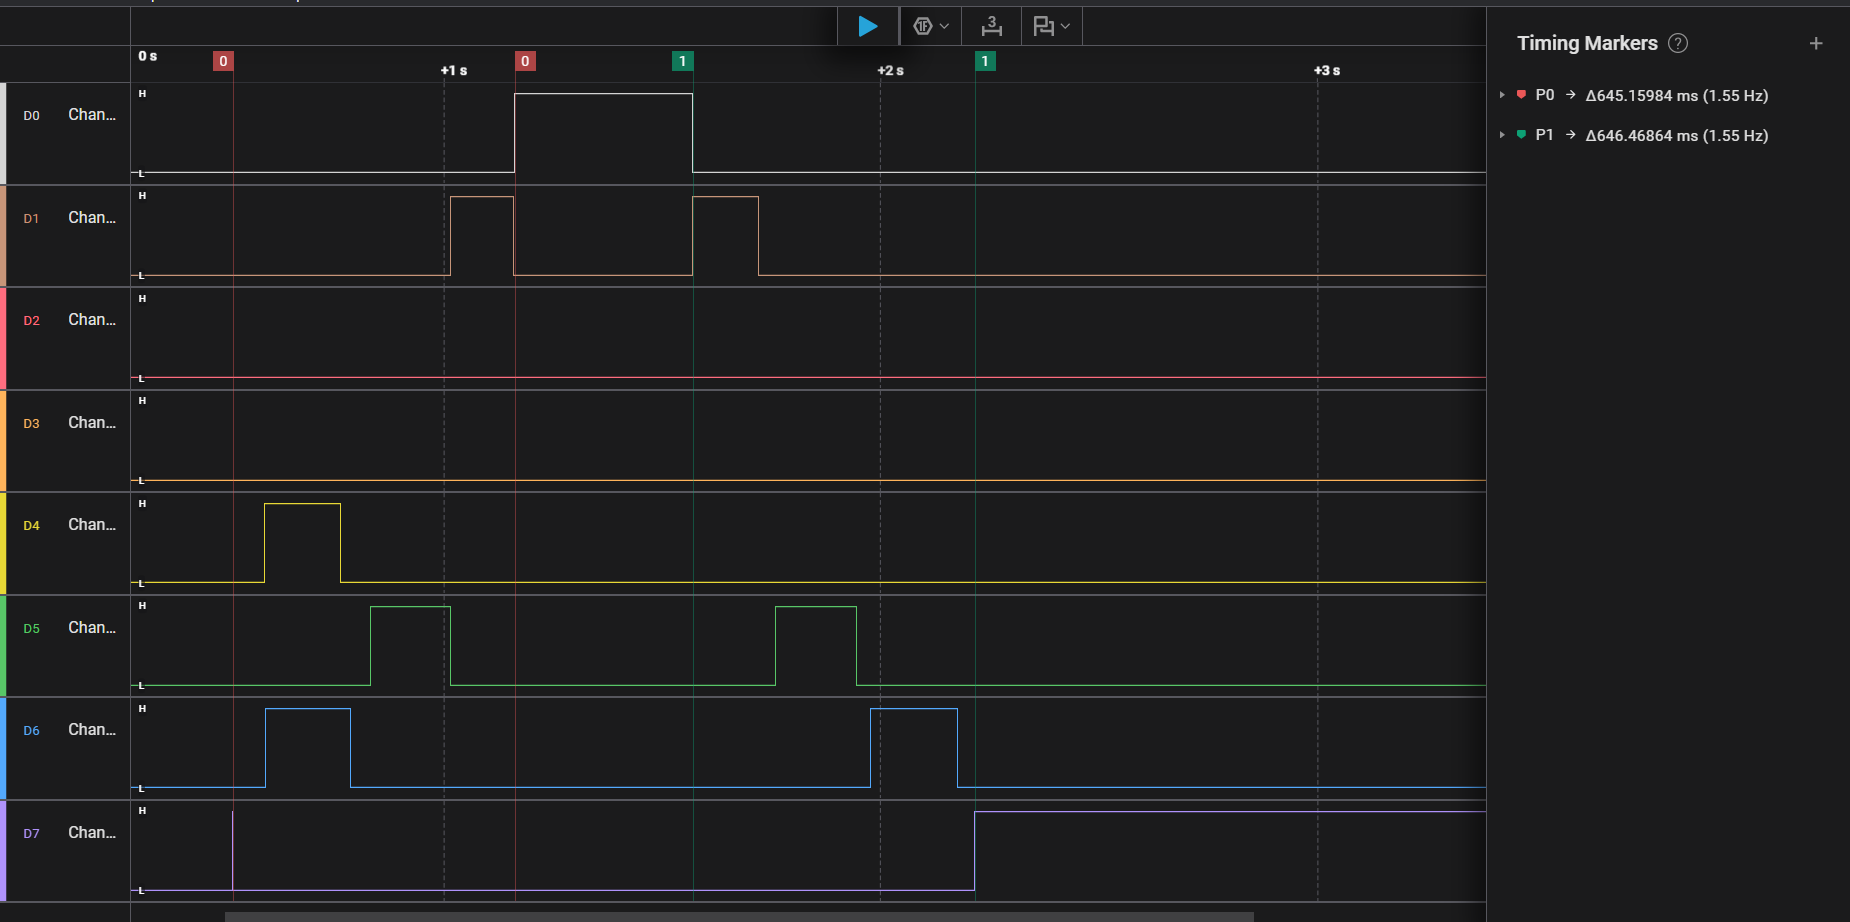 3
Timing Markers ?
0 s
0
+1 s
0
1
+2 s
1
+3 s
P0 → Δ645.15984 ms (1.55 Hz)
P1 → Δ646.46864 ms (1.55 Hz)
H
D0 Chan...
L
H
D1 Chan...
L
H
D2 Chan...
L
H
D3 Chan...
L
H
D4 Chan...
L
H
D5 Chan...
L
H
D6 Chan...
L
H
D7 Chan...
L